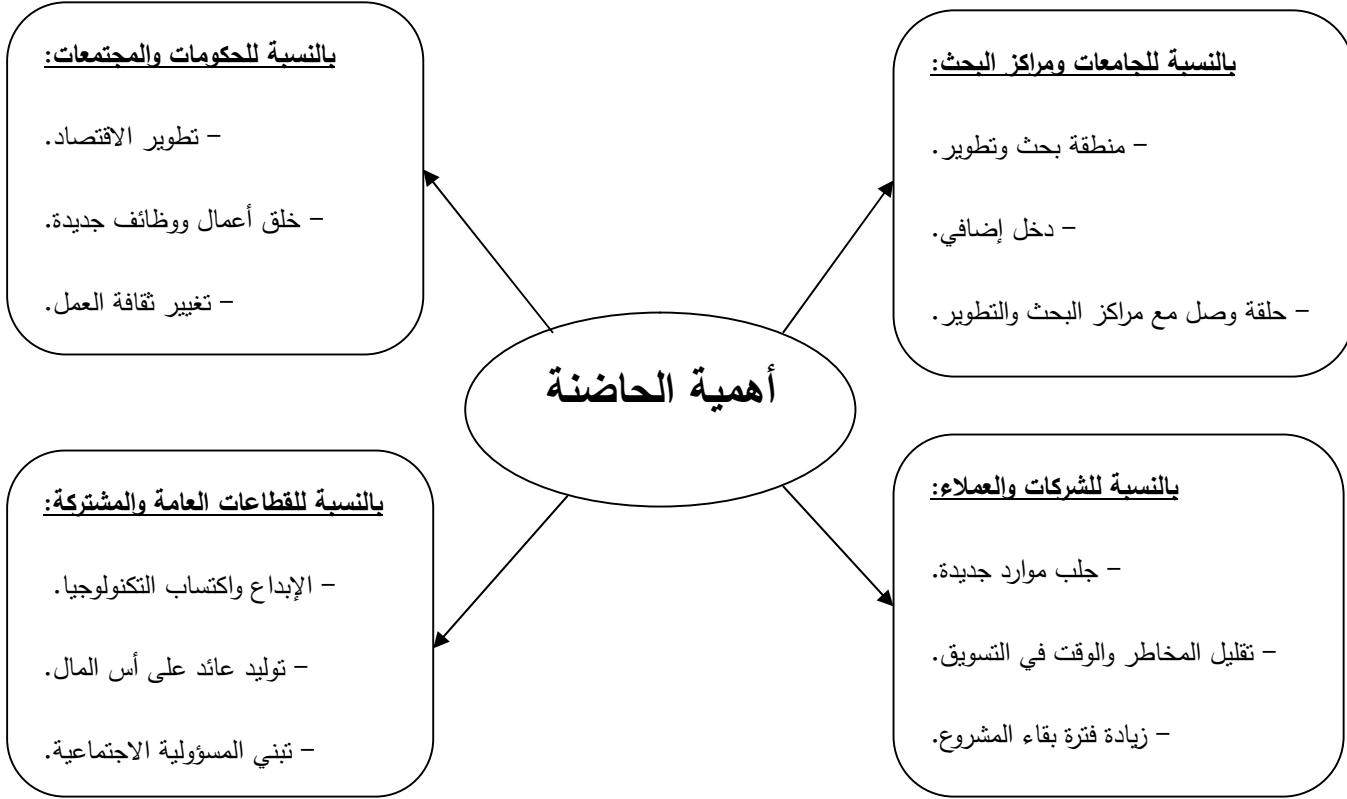 بالنسبة للجامعات ومراكز البحث:
– منطقة بحث وتطوير.
– دخل إضافي.
– حلقة وصل مع مراكز البحث والتطوير.
بالنسبة للحكومات والمجتمعات:
– تطوير الاقتصاد.
– خلق أعمال ووظائف جديدة.
– تغيير ثقافة العمل.
أهمية الحاضنة
بالنسبة للشركات والعملاء:
– جلب موارد جديدة.
– تقليل المخاطر والوقت في التسويق.
– زيادة فترة بقاء المشروع.
بالنسبة للقطاعات العامة والمشتركة:
– الإبداع واكتساب التكنولوجيا.
– توليد عائد على أس المال.
– تبني المسؤولية الاجتماعية.